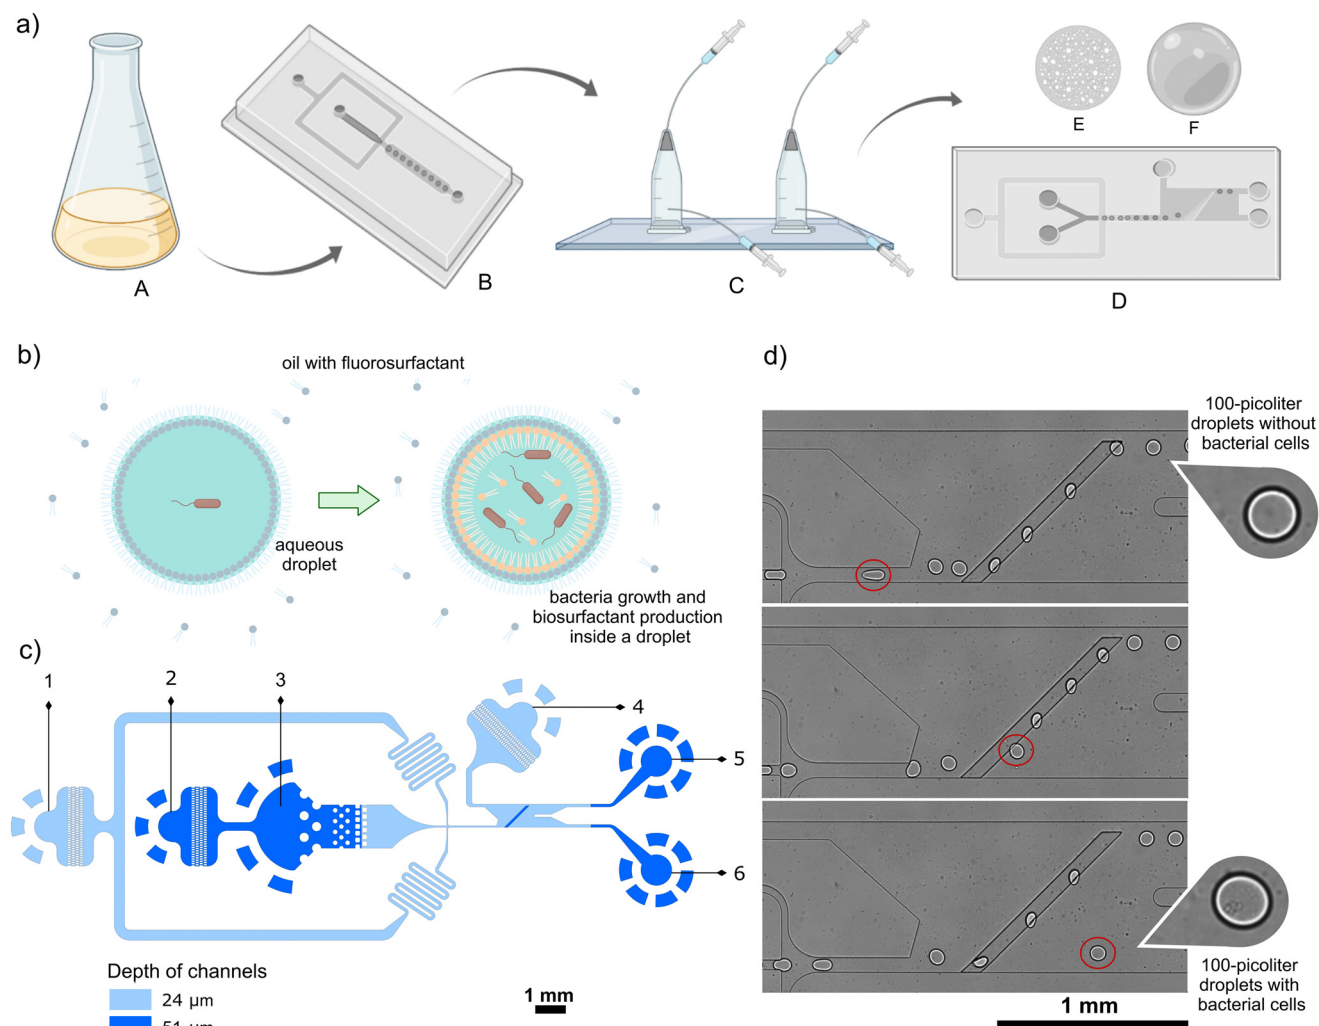 a)
A
B
C
D
E
F
b)
oil with fluorosurfactant
aqueous
droplet
bacteria growth and
biosurfactant production
inside a droplet
c)
1
2
3
4
5
6
Depth of channels
24 µm
51 µm
1 mm
d)
100-picoliter
droplets without
bacterial cells
100-picoliter
droplets with
bacterial cells
1 mm